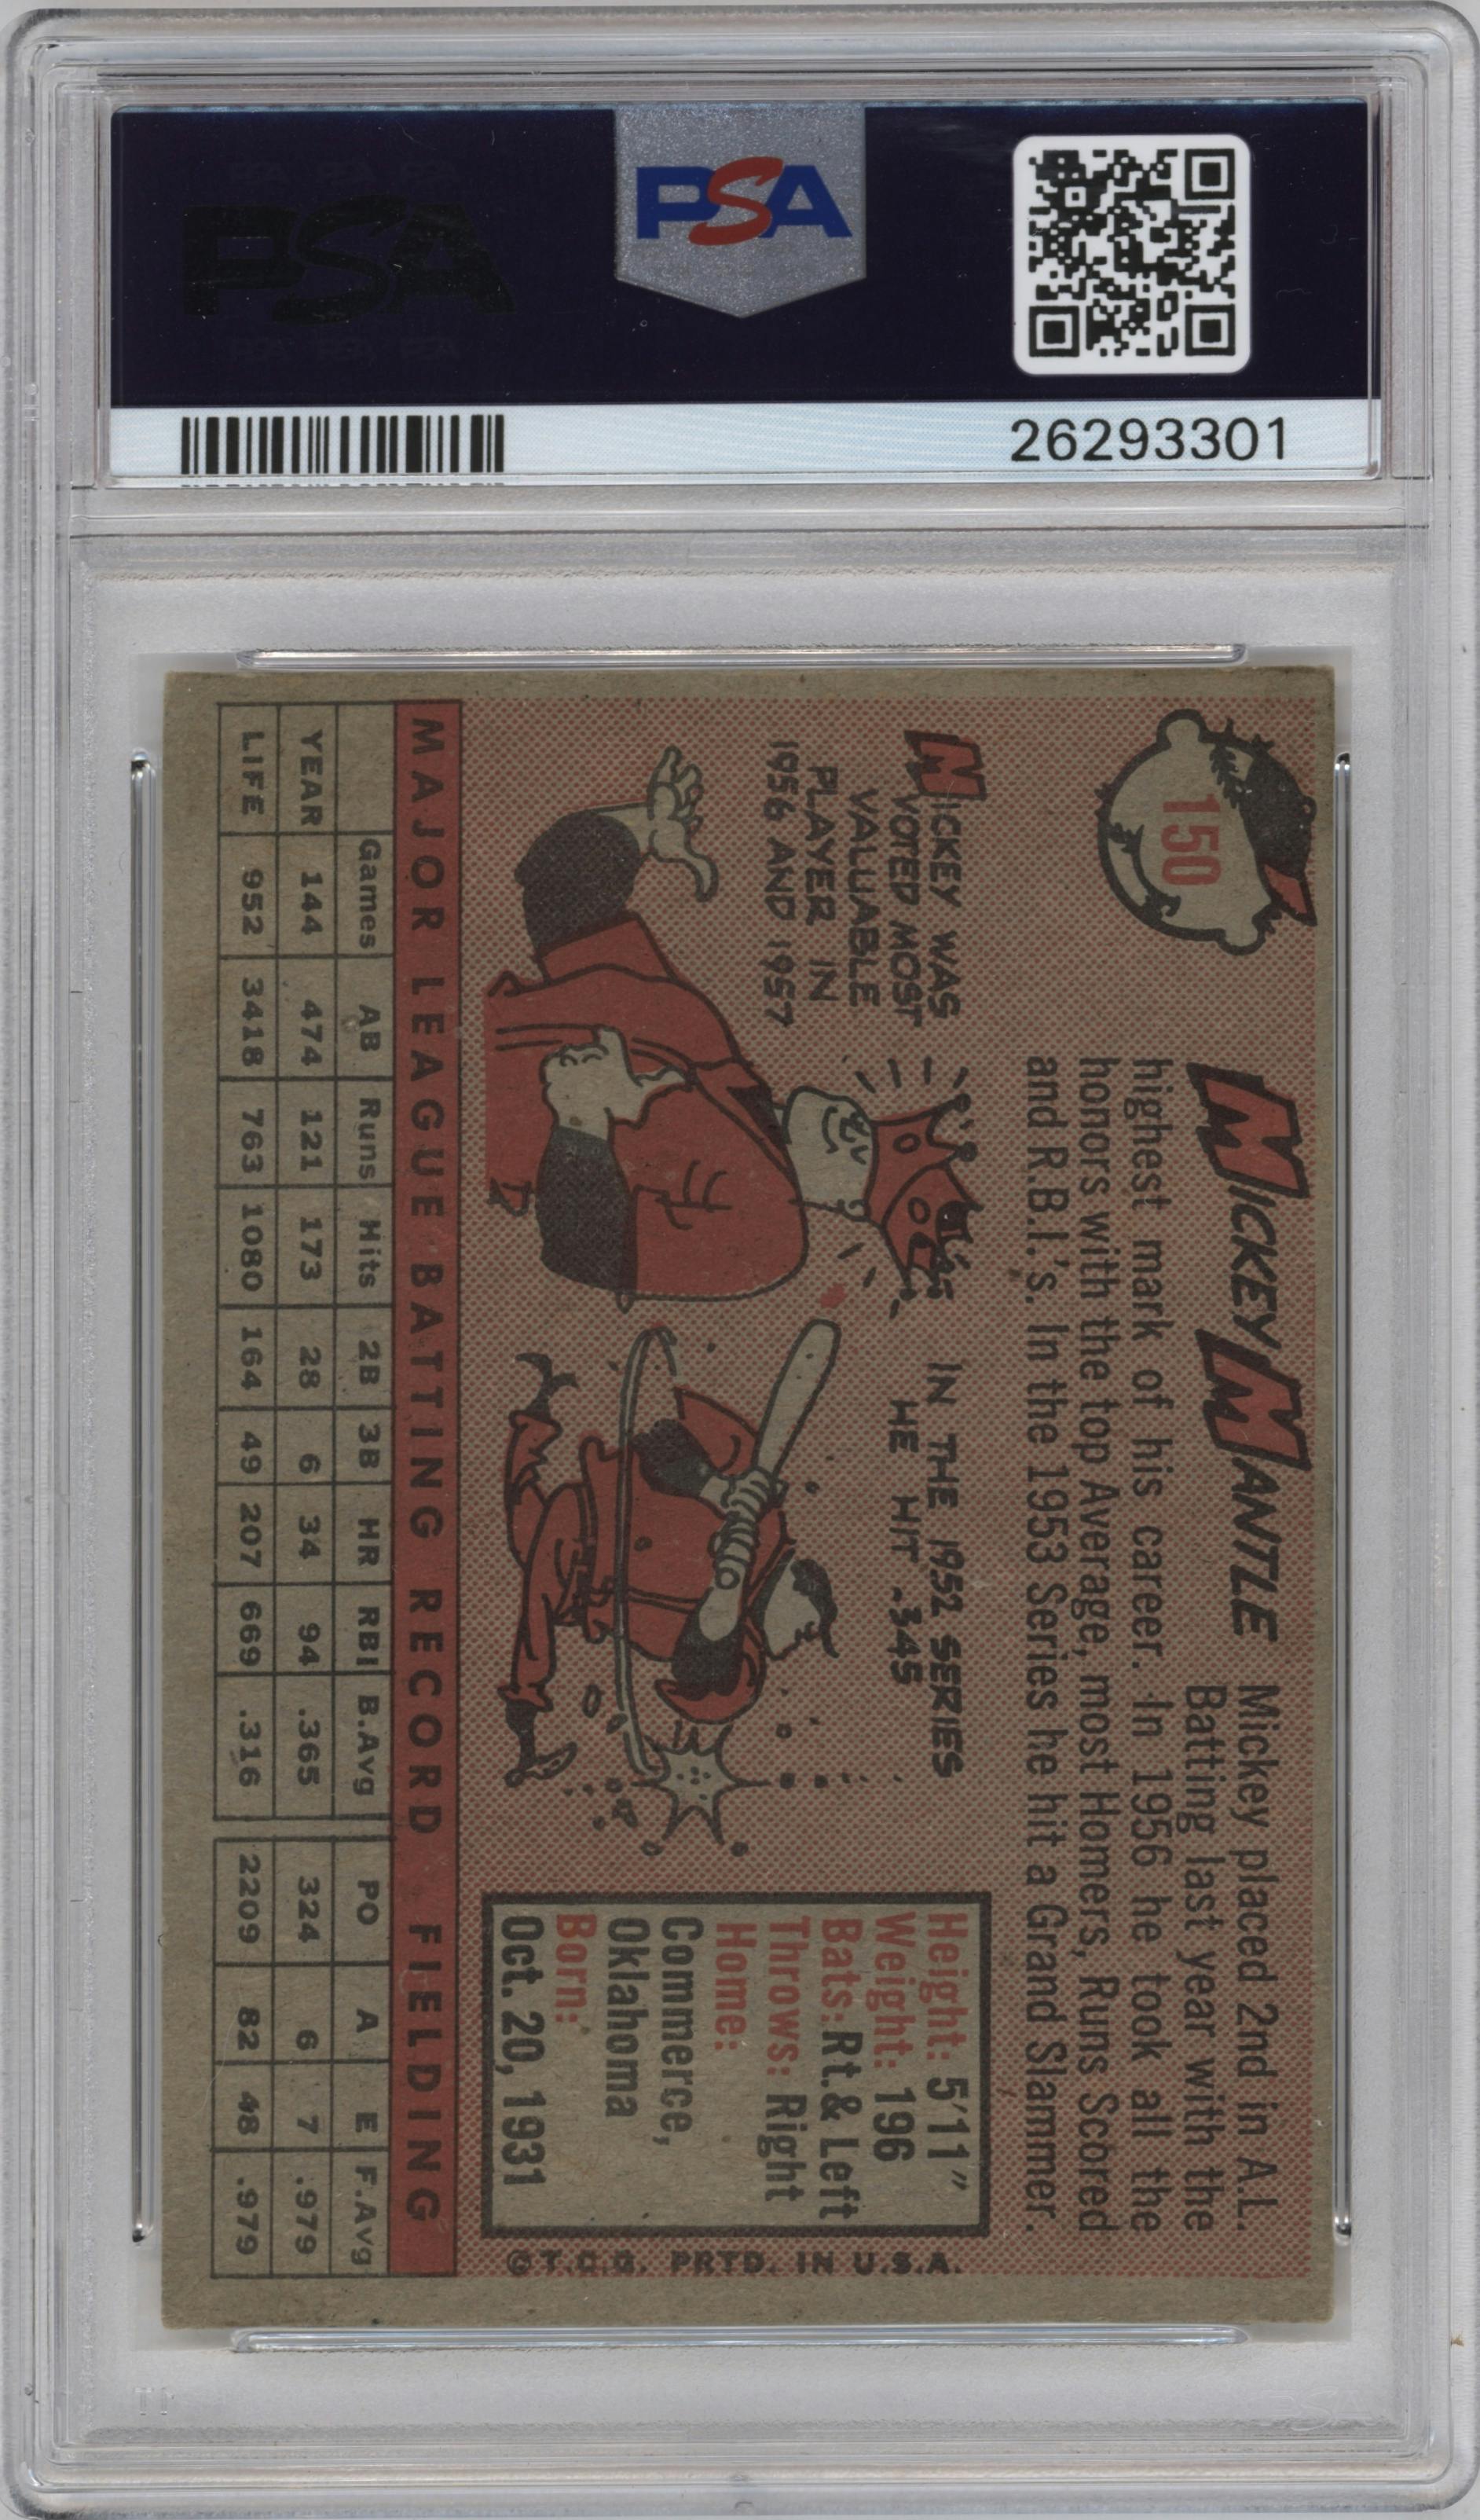 PSA
PSA
26293301
150
MICKEY MANTLE
Mickey placed 2nd in A.L.
Batting last year with the
highest mark of his career. In 1956 he took all the
honors with the top Average, most Homers, Runs Scored
and R.B.I.'s. In the 1953 Series he hit a Grand Slammer.
MICKEY WAS
VOTED MOST
VALUABLE
PLAYER IN
1956 AND 1957
IN THE 1952 SERIES
HE HIT .345
Height: 5'11"
Weight: 196
Bats: Rt. & Left
Throws: Right
Home:
Commerce,
Oklahoma
Born:
Oct. 20, 1931
©T.C.G. PRTD. IN U.S.A.
MAJOR LEAGUE BATTING RECORD FIELDING
Games AB Runs Hits 2B 3B HR RBI B.Avg PO A E F.Avg
YEAR 144 474 121 173 28 6 34 94 .365 324 6 7 .979
LIFE 952 3418 763 1080 164 49 207 669 .316 2209 82 48 .979